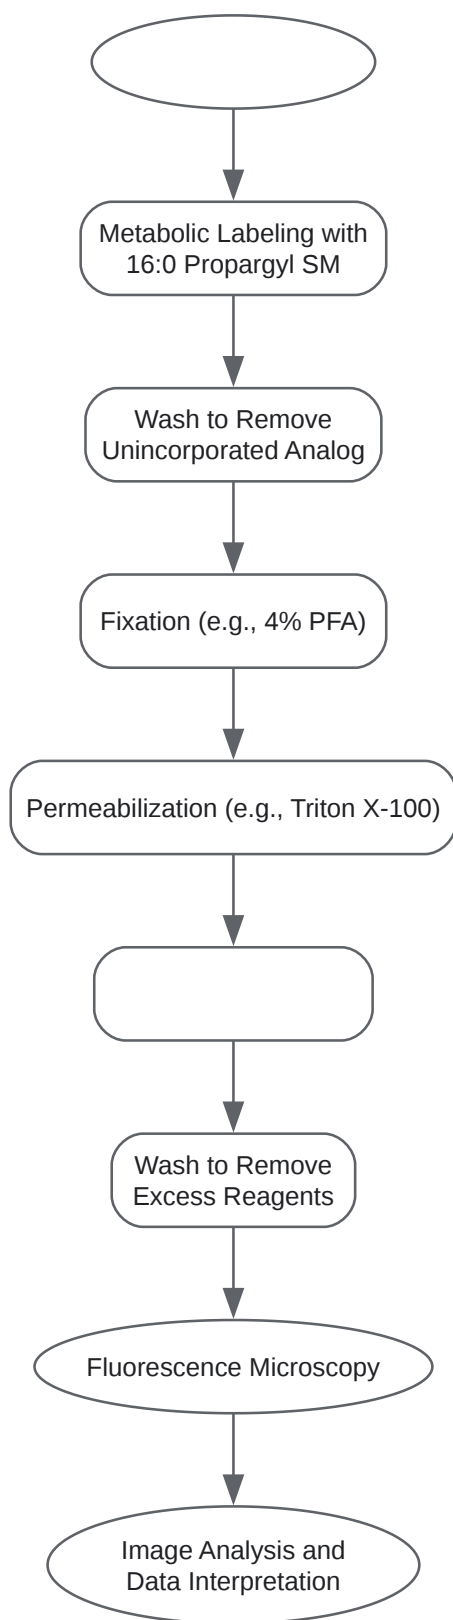 Metabolic Labeling with
16:0 Propargyl SM
Wash to Remove
Unincorporated Analog
Fixation (e.g., 4% PFA)
Permeabilization (e.g., Triton X-100)
Wash to Remove
Excess Reagents
Fluorescence Microscopy
Image Analysis and
Data Interpretation